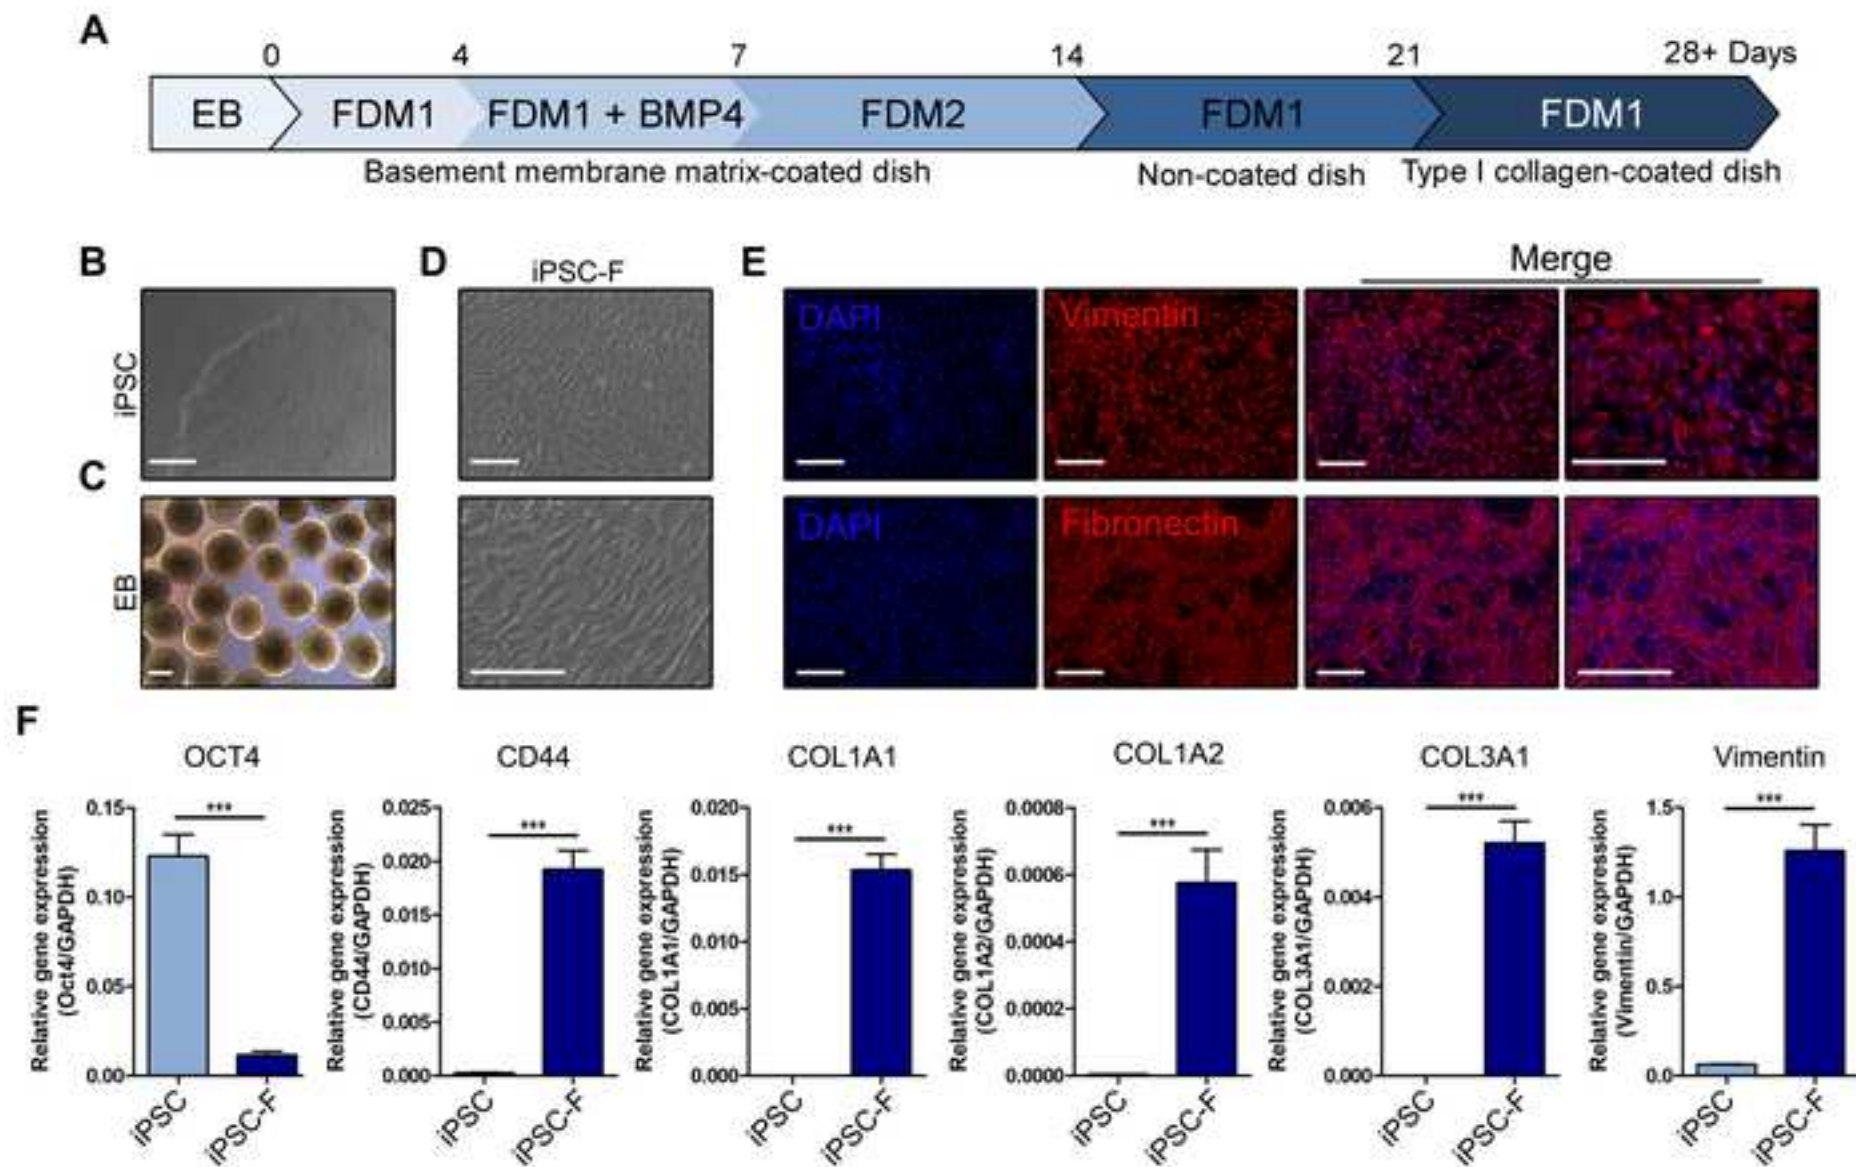 A
0 4 7 14 21 28+ Days
EB FDM1 FDM1 + BMP4 FDM2 FDM1 FDM1
Basement membrane matrix-coated dish Non-coated dish Type I collagen-coated dish
B D iPSC-F E Merge
iPSC
DAPI Vimentin
C
EB
DAPI Fibronectin
F
OCT4 CD44 COL1A1 COL1A2 COL3A1 Vimentin
Relative gene expression
(Oct4/GAPDH)
0.15
0.10
0.05
0.00
***
iPSC
iPSC-F
Relative gene expression
(CD44/GAPDH)
0.025
0.020
0.015
0.010
0.005
0.000
***
iPSC
iPSC-F
Relative gene expression
(COL1A1/GAPDH)
0.020
0.015
0.010
0.005
0.000
***
iPSC
iPSC-F
Relative gene expression
(COL1A2/GAPDH)
0.0008
0.0006
0.0004
0.0002
0.0000
***
iPSC
iPSC-F
Relative gene expression
(COL3A1/GAPDH)
0.006
0.004
0.002
0.000
***
iPSC
iPSC-F
Relative gene expression
(Vimentin/GAPDH)
1.5
1.0
0.5
0.0
***
iPSC
iPSC-F